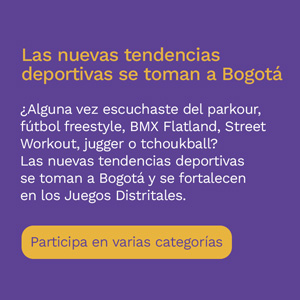 Las nuevas tendencias
deportivas se toman a Bogotá
¿Alguna vez escuchaste del parkour,
fútbol freestyle, BMX Flatland, Street
Workout, jugger o tchoukball?
Las nuevas tendencias deportivas
se toman a Bogotá y se fortalecen
en los Juegos Distritales.
Participa en varias categorías